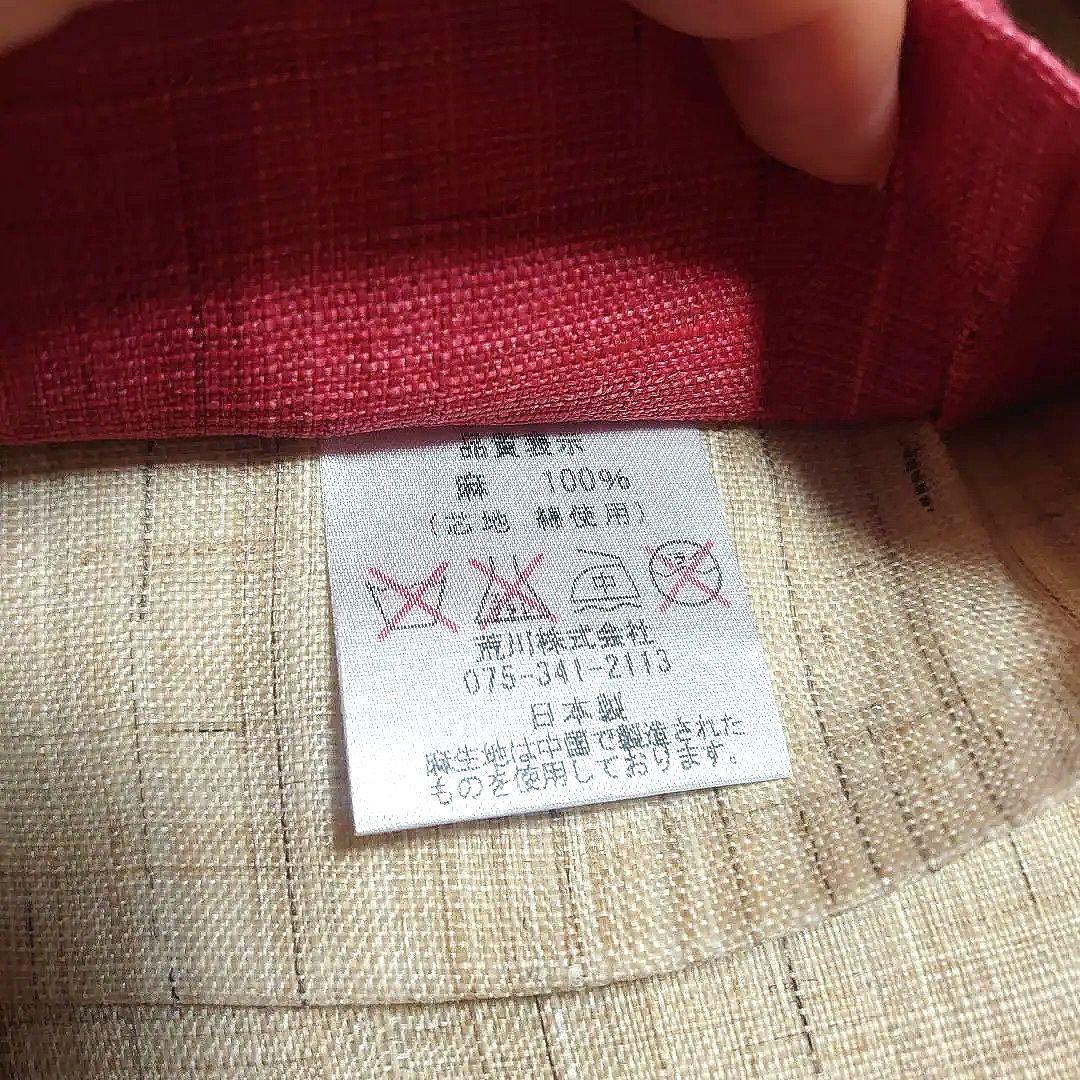 品質表示
麻 100%
(芯地 綿使用)
中
荒川株式会社
075-341-2113
日本製
麻生地は中国で製造された
ものを使用しております。